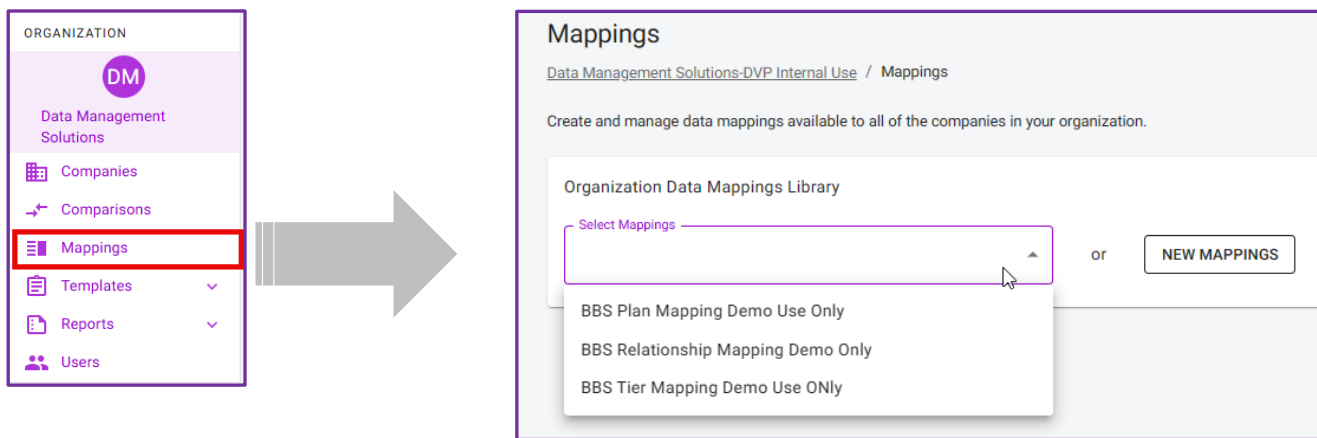 ORGANIZATION
DM
Data Management
Solutions
Companies
Comparisons
Mappings
Templates
Reports
Users
Mappings
Data Management Solutions-DVP Internal Use / Mappings
Create and manage data mappings available to all of the companies in your organization.
Organization Data Mappings Library
Select Mappings
or
NEW MAPPINGS
BBS Plan Mapping Demo Use Only
BBS Relationship Mapping Demo Only
BBS Tier Mapping Demo Use ONly